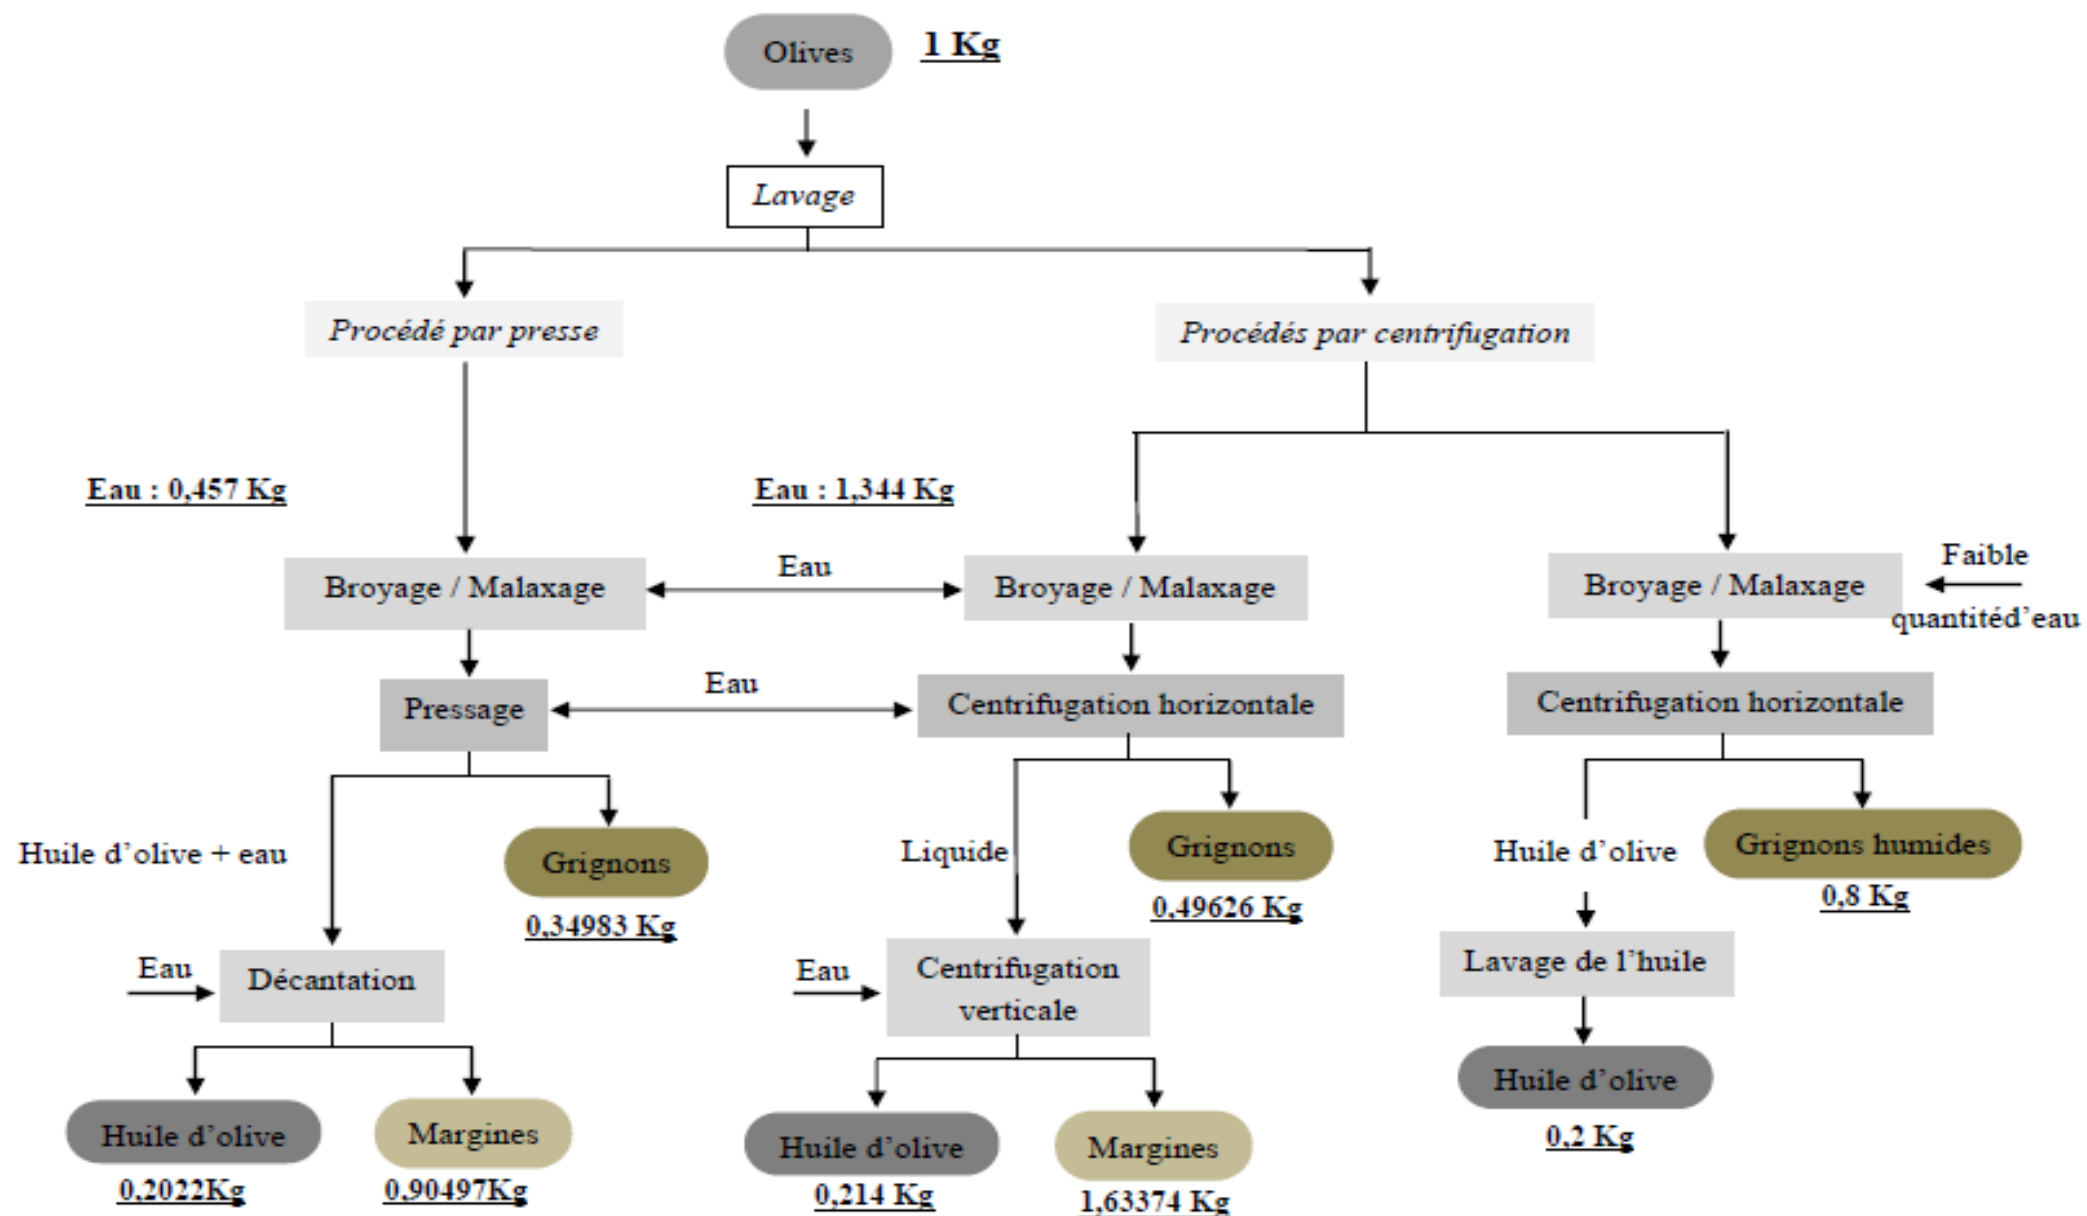 Olives
1 Kg
Lavage
Procédé par presse
Procédés par centrifugation
Eau : 0,457 Kg
Eau : 1,344 Kg
Broyage / Malaxage
Eau
Broyage / Malaxage
Broyage / Malaxage
Faible
quantitéd’eau
Pressage
Eau
Centrifugation horizontale
Centrifugation horizontale
Huile d’olive + eau
Grignons
0,34983 Kg
Liquide
Grignons
0,49626 Kg
Huile d’olive
Grignons humides
0,8 Kg
Eau
Décantation
Eau
Centrifugation
verticale
Lavage de l’huile
Huile d’olive
0,2022Kg
Margines
0,90497Kg
Huile d’olive
0,214 Kg
Margines
1,63374 Kg
Huile d’olive
0,2 Kg